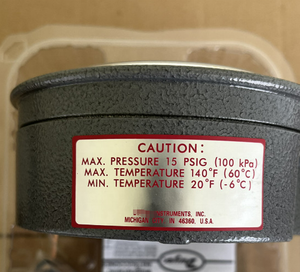 CAUTION:
MAX. PRESSURE 15 PSIG (100 kPa)
MAX. TEMPERATURE 140°F (60°C)
MIN. TEMPERATURE 20°F (-6°C)
INSTRUMENTS, INC.
MICHIGAN IN 46360. U.S.A.